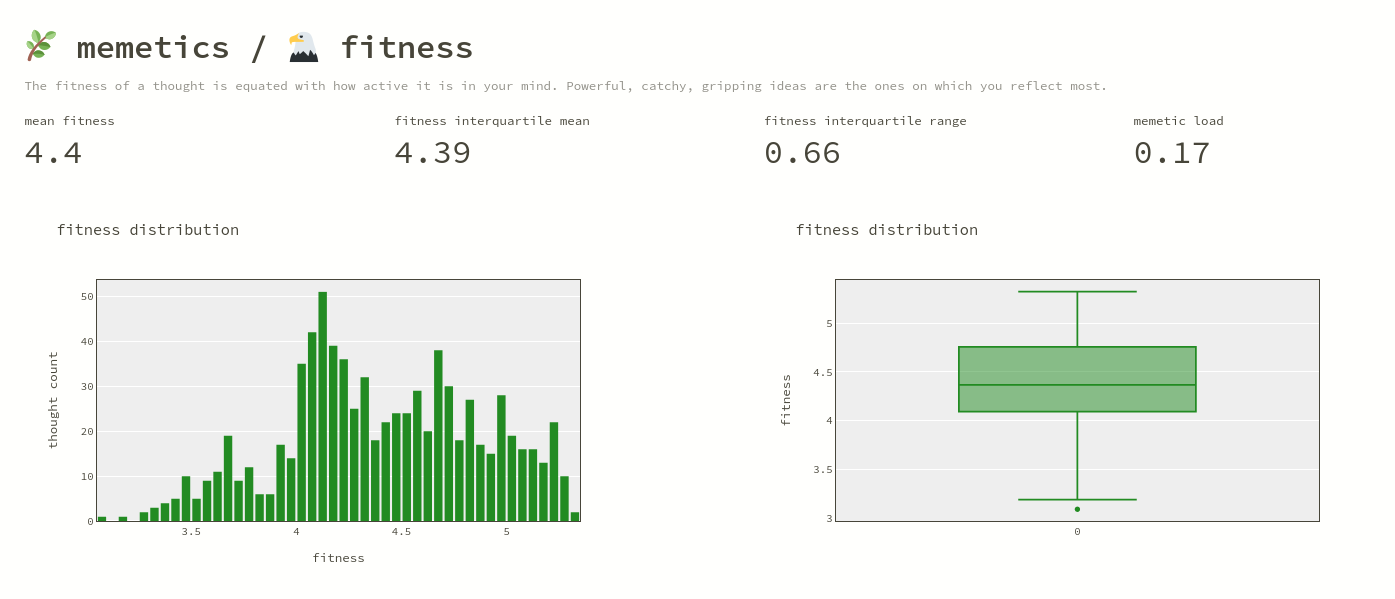 🌿 memetics / 🦅 fitness
The fitness of a thought is equated with how active it is in your mind. Powerful, catchy, gripping ideas are the ones on which you reflect most.
mean fitness
4.4
fitness interquartile mean
4.39
fitness interquartile range
0.66
memetic load
0.17
fitness distribution
50
40
30
20
10
0
thought count
3.5 4 4.5 5
fitness
fitness distribution
5
4.5
4
3.5
3
fitness
0